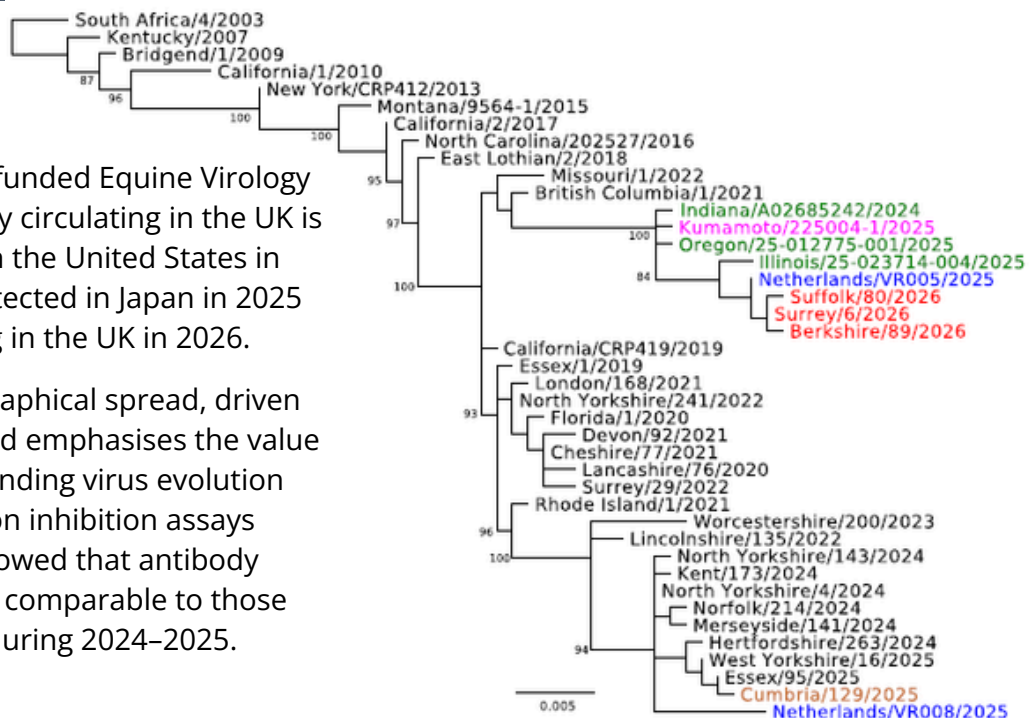 South Africa/4/2003
Kentucky/2007
Bridgend/1/2009
California/1/2010
New York/CRP412/2013
Montana/9564-1/2015
California/2/2017
North Carolina/202527/2016
East Lothian/2/2018
Missouri/1/2022
British Columbia/1/2021
Indiana/A02685242/2024
Kumamoto/225004-1/2025
Oregon/25-012775-001/2025
Illinois/25-023714-004/2025
Netherlands/VR005/2025
Suffolk/80/2026
Surrey/6/2026
Berkshire/89/2026
California/CRP419/2019
Essex/1/2019
London/168/2021
North Yorkshire/241/2022
Florida/1/2020
Devon/92/2021
Cheshire/77/2021
Lancashire/76/2020
Surrey/29/2022
Rhode Island/1/2021
Worcestershire/200/2023
Lincolnshire/135/2022
North Yorkshire/143/2024
Kent/173/2024
North Yorkshire/4/2024
Norfolk/214/2024
Merseyside/141/2024
Hertfordshire/263/2024
West Yorkshire/16/2025
Essex/95/2025
Cumbria/129/2025
Netherlands/VR008/2025
87
96
100
100
95
97
100
100
84
93
96
100
94
0.005
funded Equine Virology
y circulating in the UK is
the United States in
tected in Japan in 2025
in the UK in 2026.
aphical spread, driven
d emphasises the value
nding virus evolution
on inhibition assays
owed that antibody
comparable to those
uring 2024–2025.